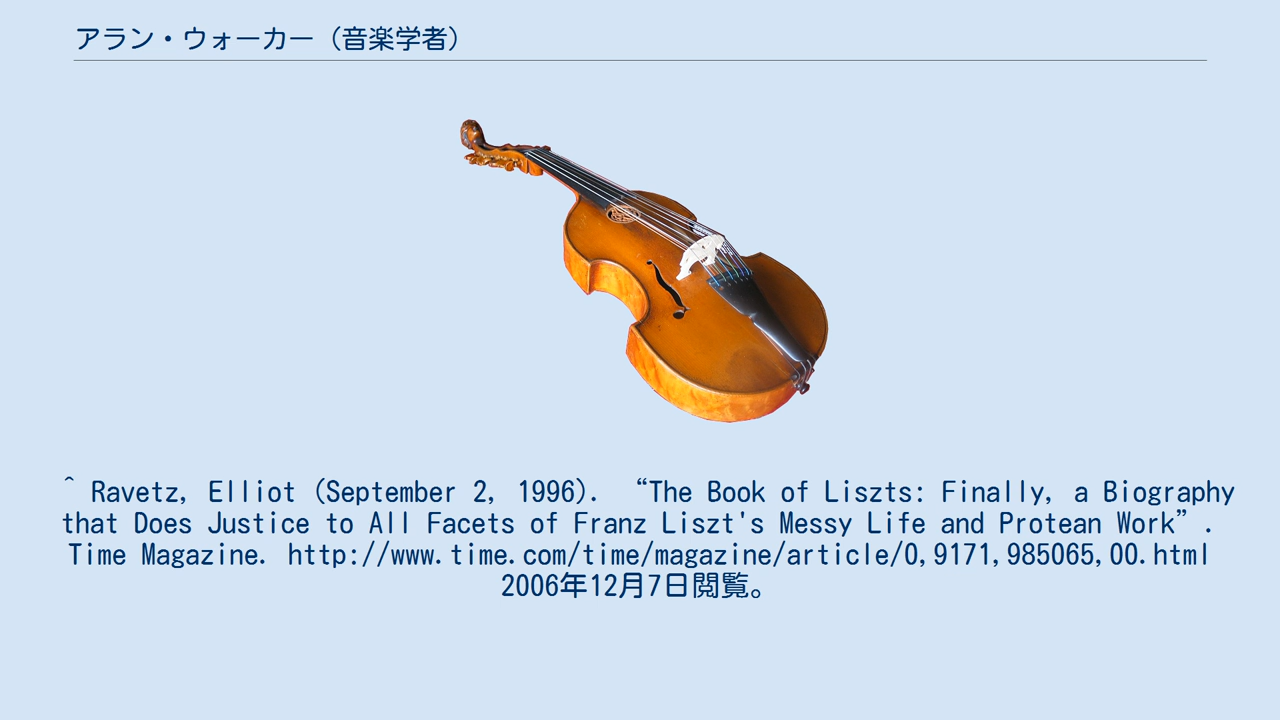 アラン・ウォーカー（音楽学者）
^ Ravetz, Elliot (September 2, 1996). “The Book of Liszts: Finally, a Biography
that Does Justice to All Facets of Franz Liszt's Messy Life and Protean Work”.
Time Magazine. http://www.time.com/time/magazine/article/0,9171,985065,00.html
2006年12月7日閲覧。